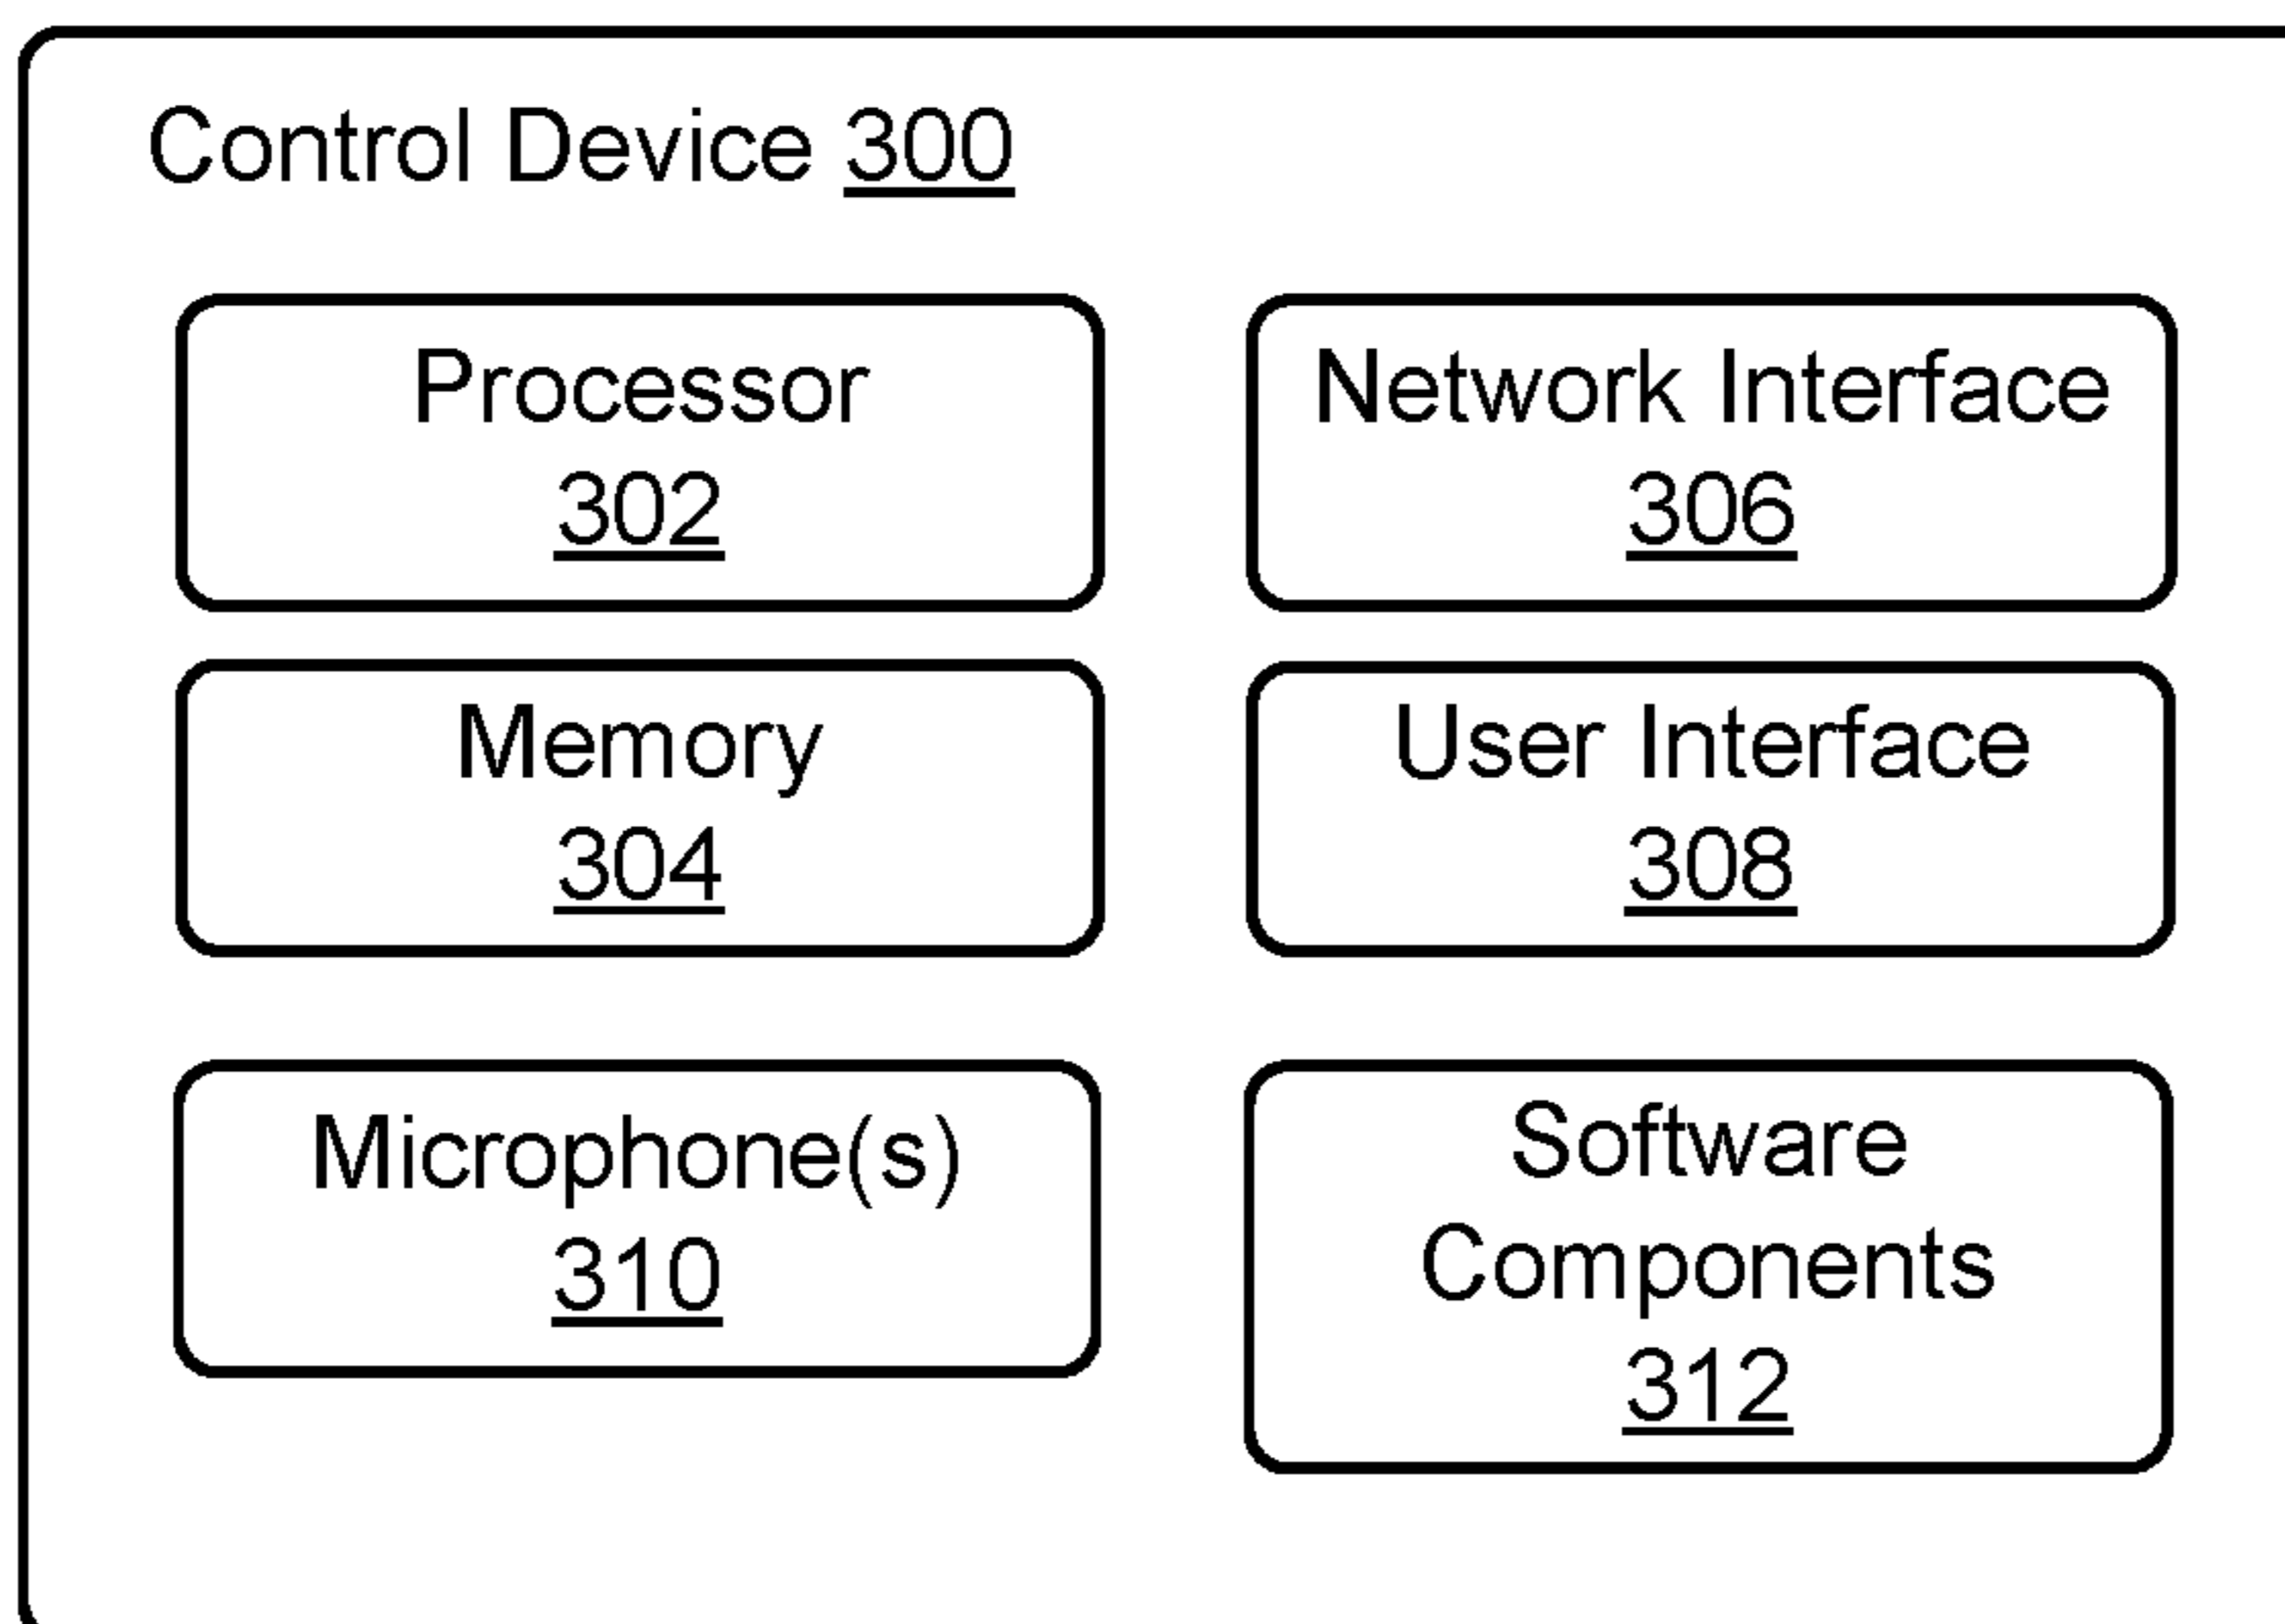 Control Device 300
Processor
302
Network Interface
306
Memory
304
User Interface
308
Microphone(s)
310
Software
Components
312